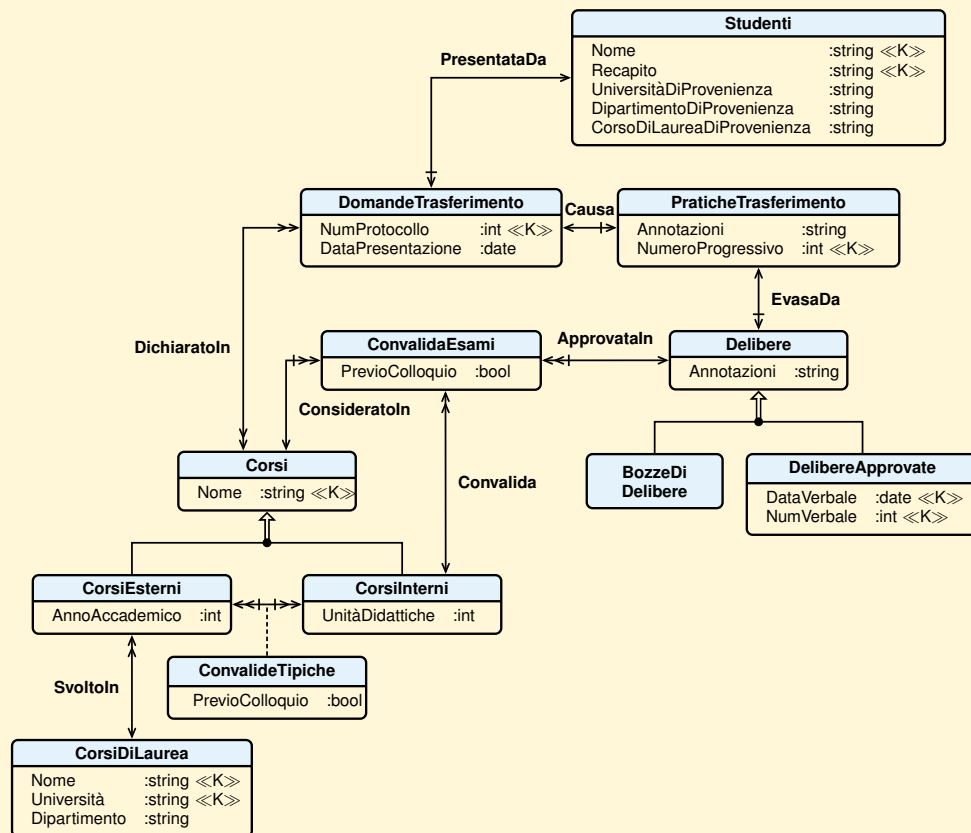 Studenti
Nome :string ≪K≫
Recapito :string ≪K≫
UniversitàDiProvenienza :string
DipartimentoDiProvenienza :string
CorsoDiLaureaDiProvenienza :string
PresentataDa
DomandeTrasferimento
NumProtocollo :int ≪K≫
DataPresentazione :date
Causa
PraticheTrasferimento
Annotazioni :string
NumeroProgressivo :int ≪K≫
EvasaDa
DichiaratoIn
ConvalidaEsami
PrevioColloquio :bool
ApprovataIn
Delibere
Annotazioni :string
ConsideratoIn
Corsi
Nome :string ≪K≫
Convalida
BozzeDi
Delibere
DelibereApprovate
DataVerbale :date ≪K≫
NumVerbale :int ≪K≫
CorsiEsterni
AnnoAccademico :int
CorsiInterni
UnitàDidattiche :int
ConvalideTipiche
PrevioColloquio :bool
SvoltoIn
CorsiDiLaurea
Nome :string ≪K≫
Università :string ≪K≫
Dipartimento :string